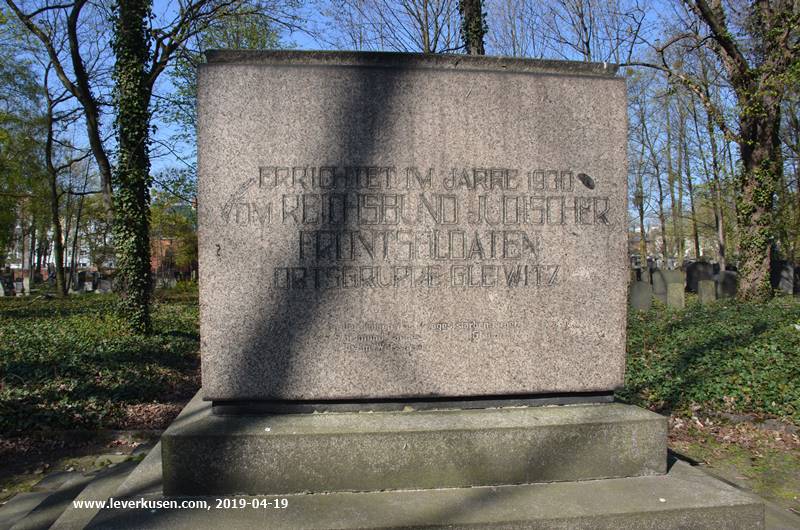 ERRICHTET IM JAHRE 1930
VOM REICHSBUND JÜDISCHER
FRONTSOLDATEN
ORTSGRUPPE GLEIWITZ
www.leverkusen.com, 2019-04-19